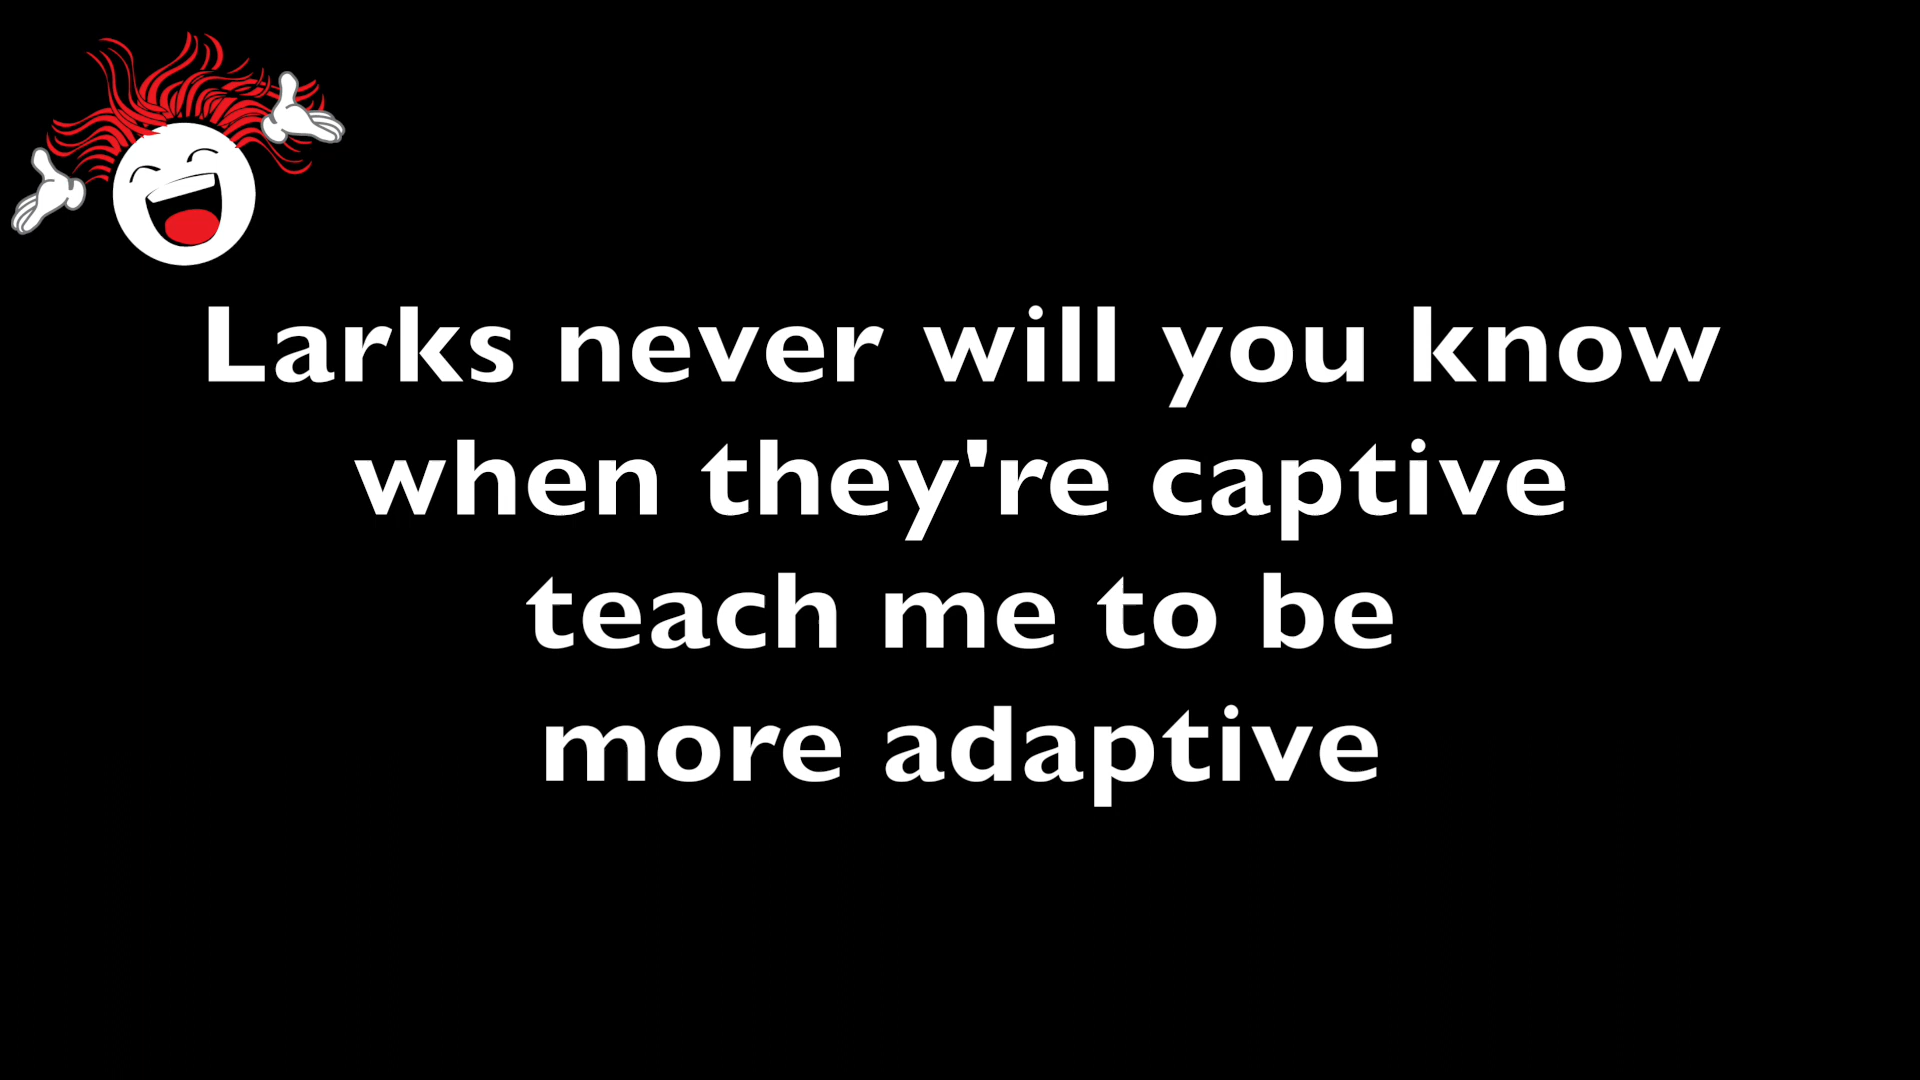 Larks never will you know
when they're captive
teach me to be
more adaptive